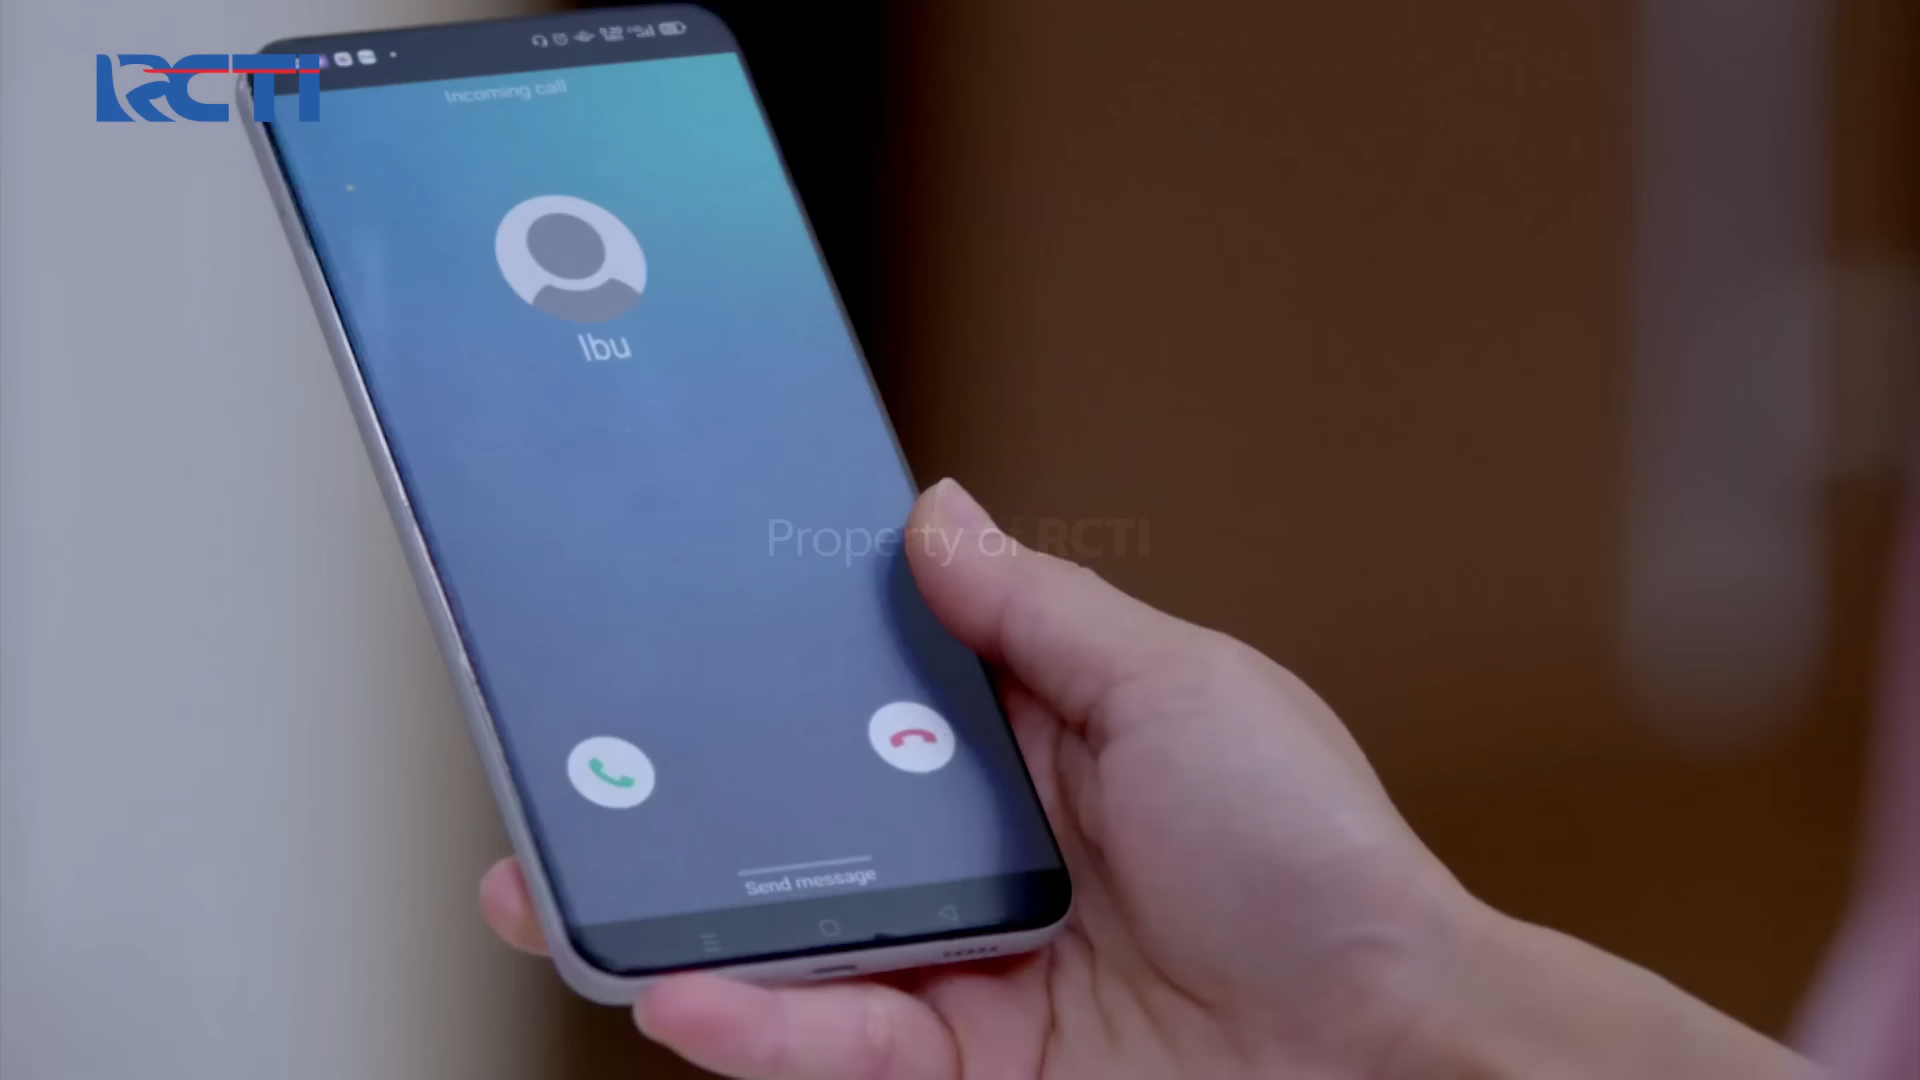 RCTI
Incoming call
Ibu
Property of RCTI
Send message